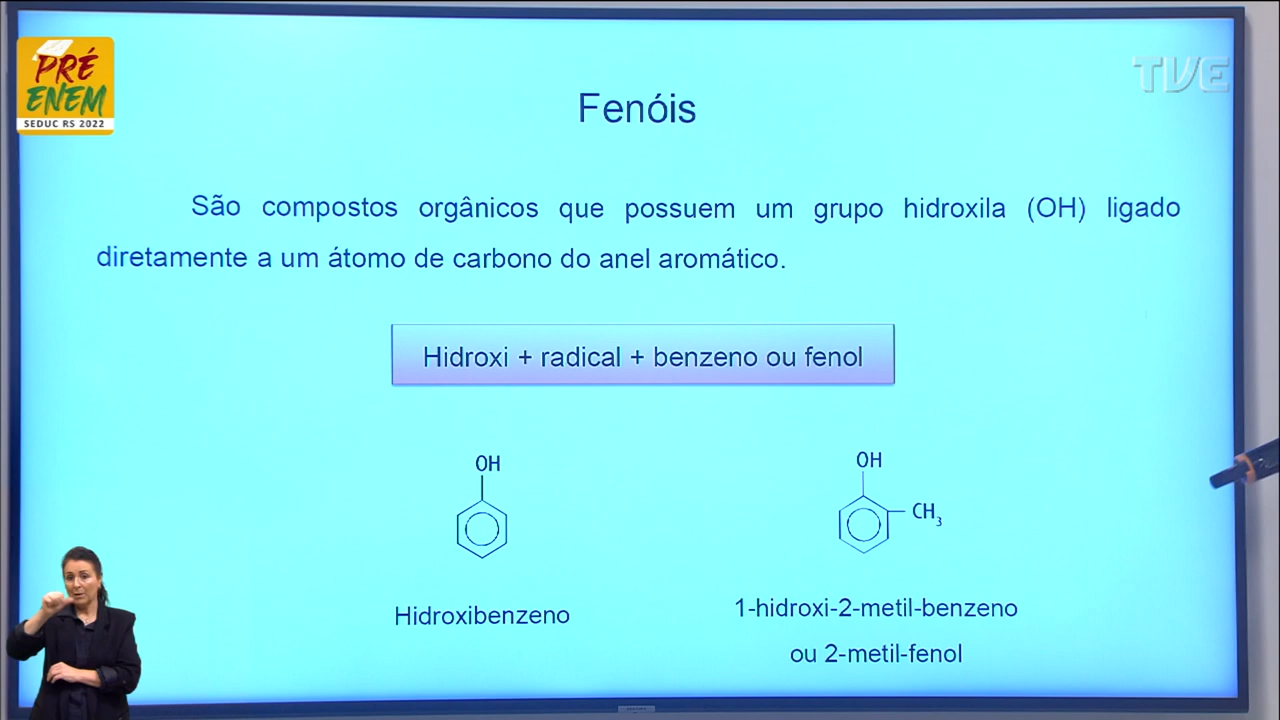 PRÉ
ENEM
SEDUC RS 2022
TVE
Fenóis
São compostos orgânicos que possuem um grupo hidroxila (OH) ligado
diretamente a um átomo de carbono do anel aromático.
Hidroxi + radical + benzeno ou fenol
OH
OH
CH₃
Hidroxibenzeno
1-hidroxi-2-metil-benzeno
ou 2-metil-fenol